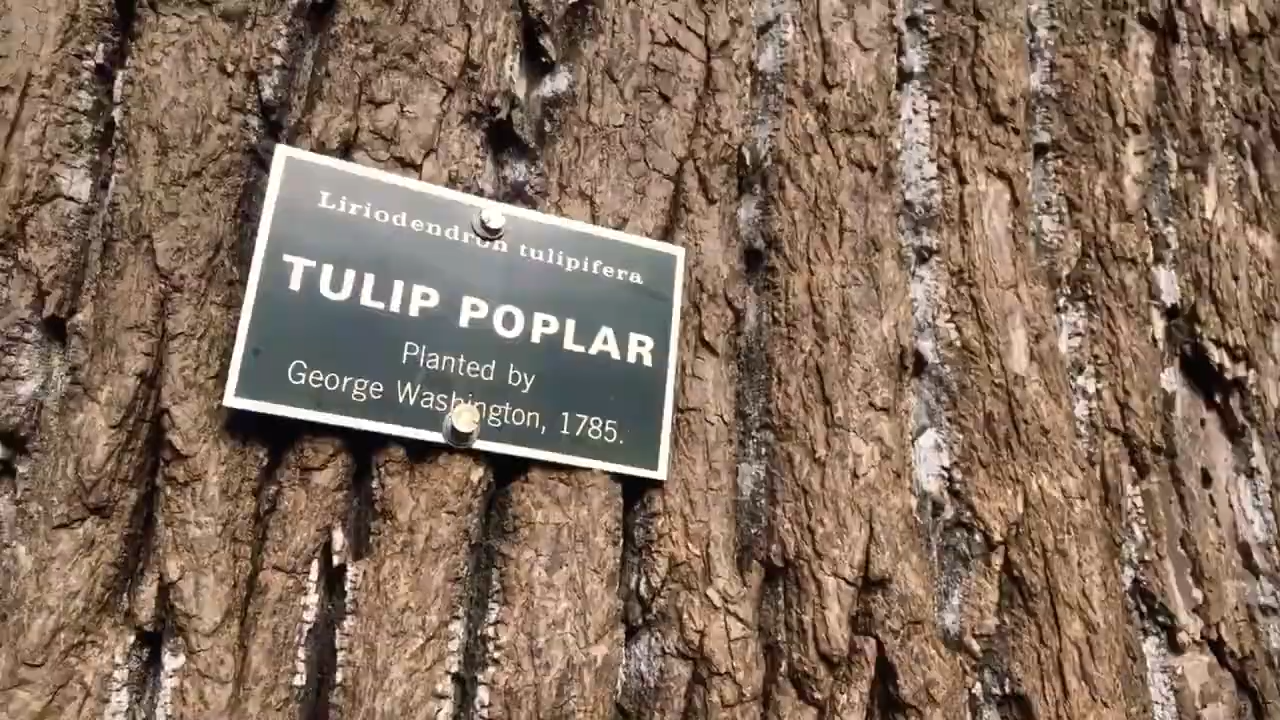 Liriodendron tulipifera
TULIP POPLAR
Planted by
George Washington, 1785.